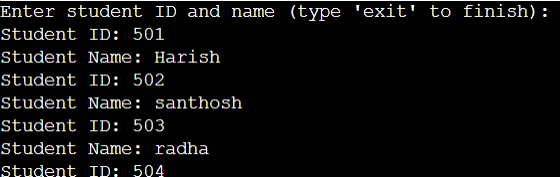 Enter student ID and name (type 'exit' to finish):
Student ID: 501
Student Name: Harish
Student ID: 502
Student Name: santhosh
Student ID: 503
Student Name: radha
Student ID: 504